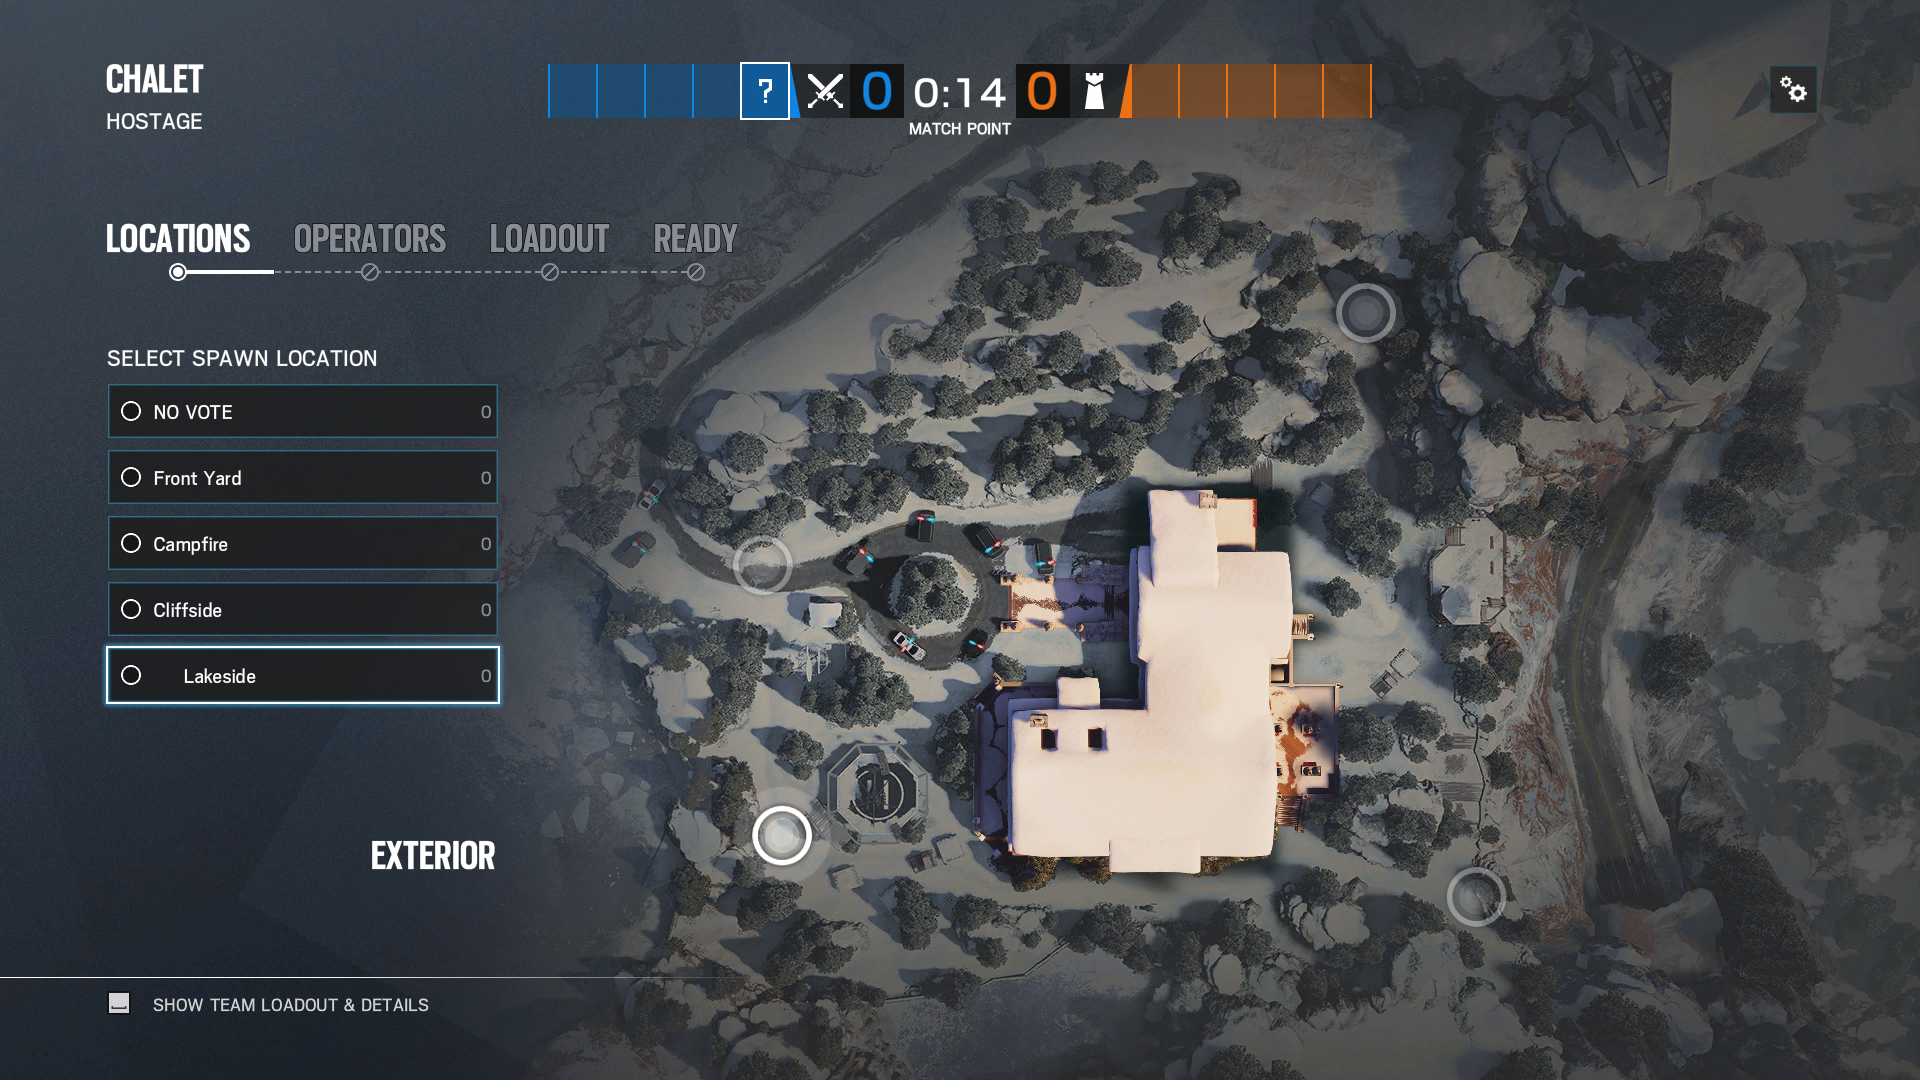 CHALET
HOSTAGE
?
0
0:14
0
MATCH POINT
LOCATIONS
OPERATORS
LOADOUT
READY
SELECT SPAWN LOCATION
NO VOTE 0
Front Yard 0
Campfire 0
Cliffside 0
Lakeside 0
EXTERIOR
SHOW TEAM LOADOUT & DETAILS